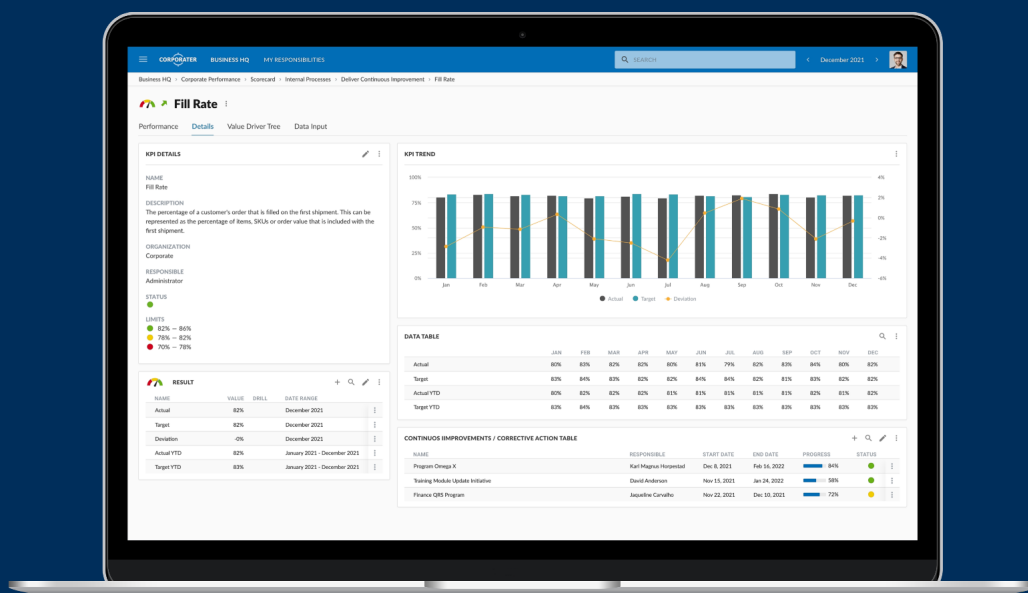 CORPORATER BUSINESS HQ MY RESPONSIBILITIES SEARCH < December 2021 >
Business HQ > Corporate Performance > Scorecard > Internal Processes > Deliver Continuous Improvement > Fill Rate
Fill Rate
Performance Details Value Driver Tree Data Input
KPI DETAILS
NAME
Fill Rate
DESCRIPTION
The percentage of a customer's order that is filled on the first shipment. This can be
represented as the percentage of items, SKUs or order value that is included with the
first shipment.
ORGANIZATION
Corporate
RESPONSIBLE
Administrator
STATUS
LIMITS
82% — 86%
78% — 82%
70% — 78%
RESULT
NAME VALUE DRILL DATE RANGE
Actual 82% December 2021
Target 82% December 2021
Deviation -0% December 2021
Actual YTD 82% January 2021 - December 2021
Target YTD 83% January 2021 - December 2021
KPI TREND
100% 4%
75% 2%
0%
50%
-2%
25%
-4%
0% -6%
Jan Feb Mar Apr May Jun Jul Aug Sep Oct Nov Dec
Actual Target Deviation
DATA TABLE
JAN FEB MAR APR MAY JUN JUL AUG SEP OCT NOV DEC
Actual 80% 83% 82% 82% 80% 81% 79% 82% 83% 84% 80% 82%
Target 83% 84% 83% 82% 82% 84% 84% 82% 81% 83% 82% 82%
Actual YTD 80% 82% 82% 82% 81% 81% 81% 81% 81% 82% 81% 82%
Target YTD 83% 84% 83% 83% 83% 83% 83% 83% 83% 83% 83% 83%
CONTINUOS IIMPROVEMENTS / CORRECTIVE ACTION TABLE
NAME RESPONSIBLE START DATE END DATE PROGRESS STATUS
Program Omega X Karl Magnus Horpestad Dec 8, 2021 Feb 16, 2022 84%
Training Module Update Initiative David Anderson Nov 15, 2021 Jan 24, 2022 58%
Finance QRS Program Jaqueline Carvalho Nov 22, 2021 Dec 10, 2021 72%